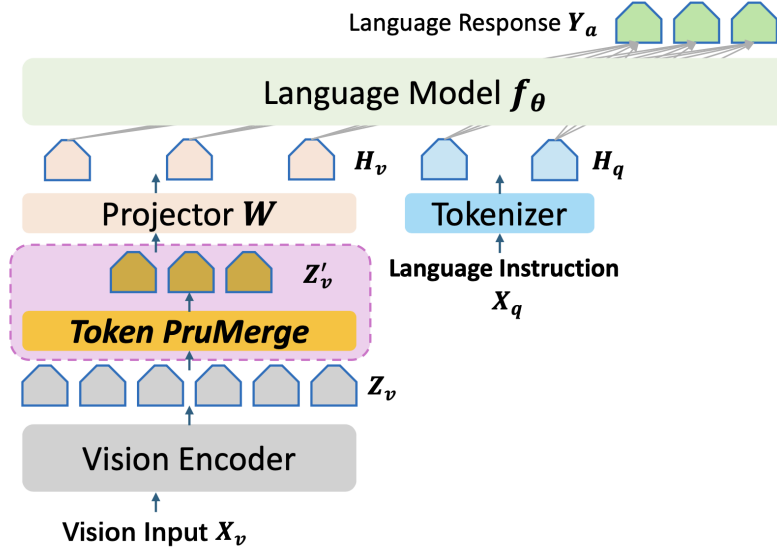 Language Response Yₐ
Language Model f_θ
H_v
H_q
Projector W
Tokenizer
Z′_v
Language Instruction
X_q
Token PruMerge
Z_v
Vision Encoder
Vision Input X_v